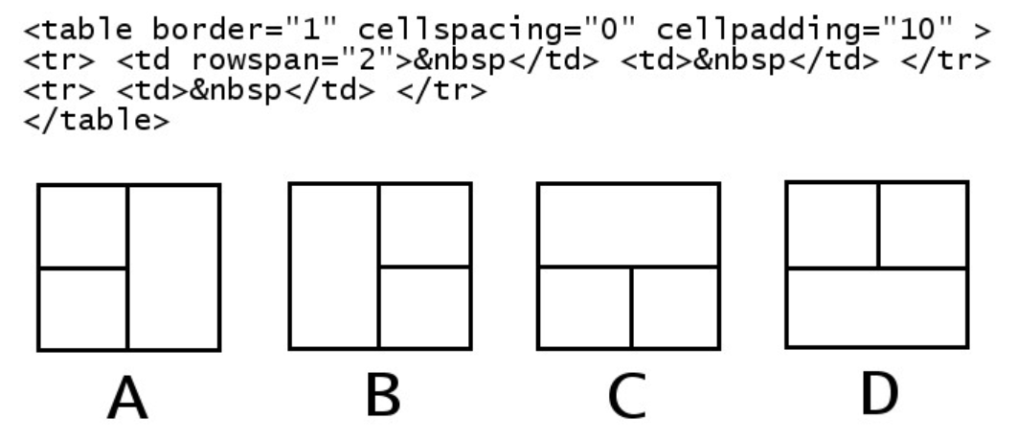 <table border="1" cellspacing="0" cellpadding="10" >
<tr> <td rowspan="2">&nbsp</td> <td>&nbsp</td> </tr>
<tr> <td>&nbsp</td> </tr>
</table>
A B C D